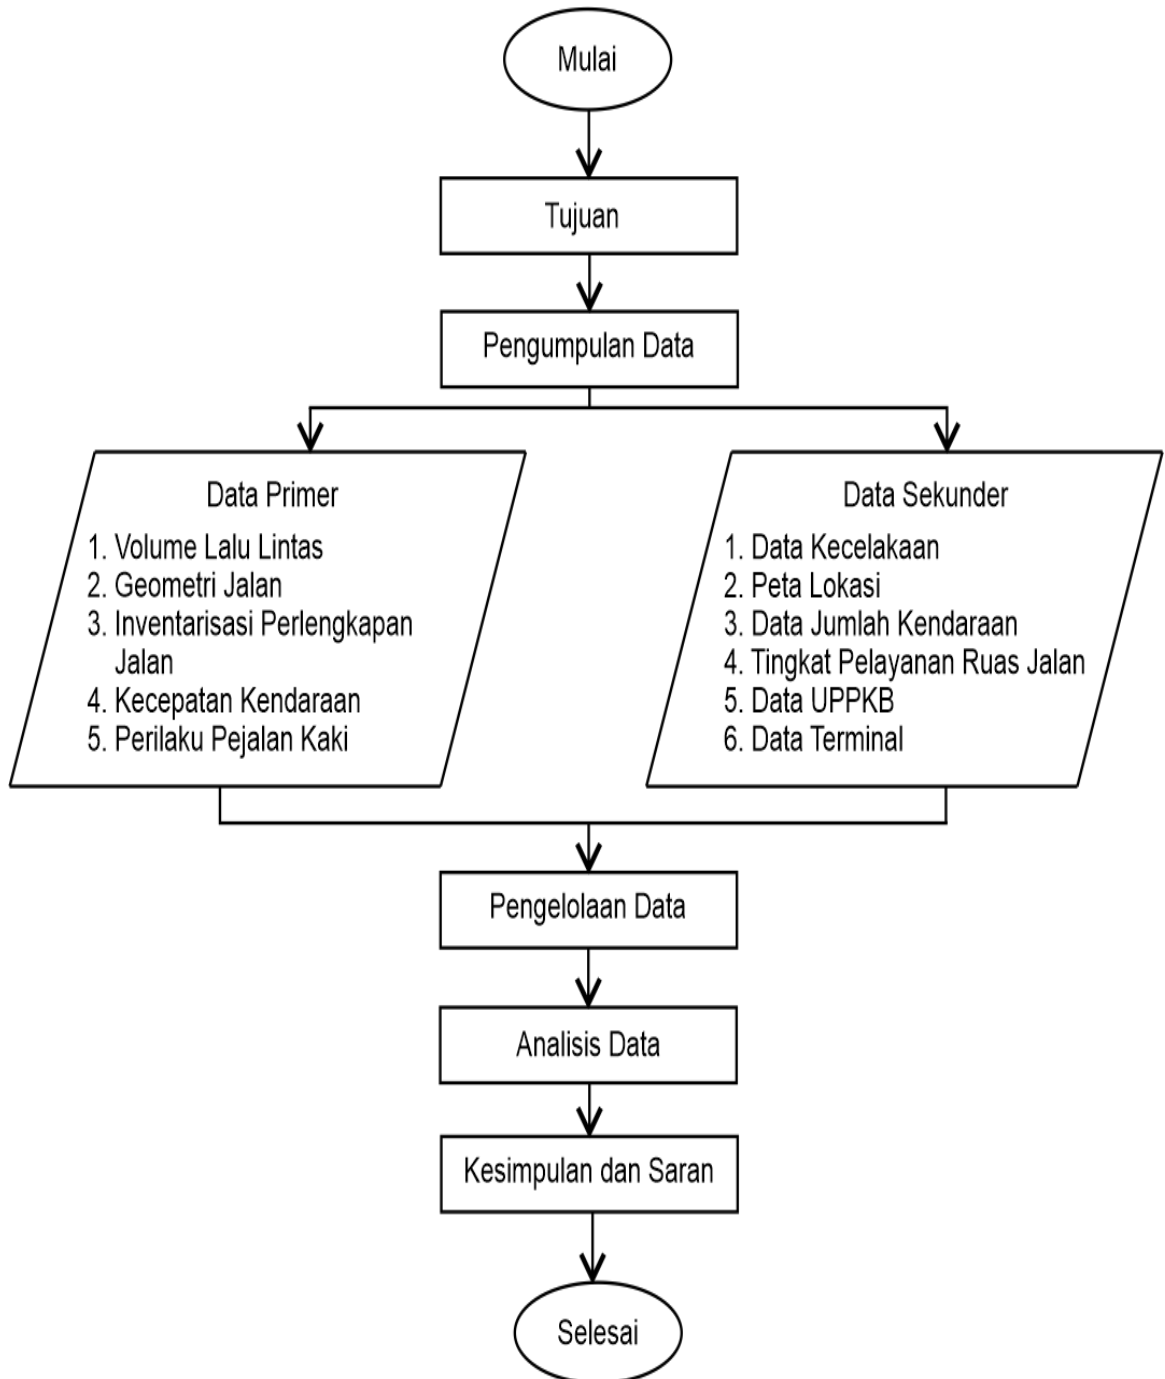 Mulai
Tujuan
Pengumpulan Data
Data Primer
1. Volume Lalu Lintas
2. Geometri Jalan
3. Inventarisasi Perlengkapan
Jalan
4. Kecepatan Kendaraan
5. Perilaku Pejalan Kaki
Data Sekunder
1. Data Kecelakaan
2. Peta Lokasi
3. Data Jumlah Kendaraan
4. Tingkat Pelayanan Ruas Jalan
5. Data UPPKB
6. Data Terminal
Pengelolaan Data
Analisis Data
Kesimpulan dan Saran
Selesai